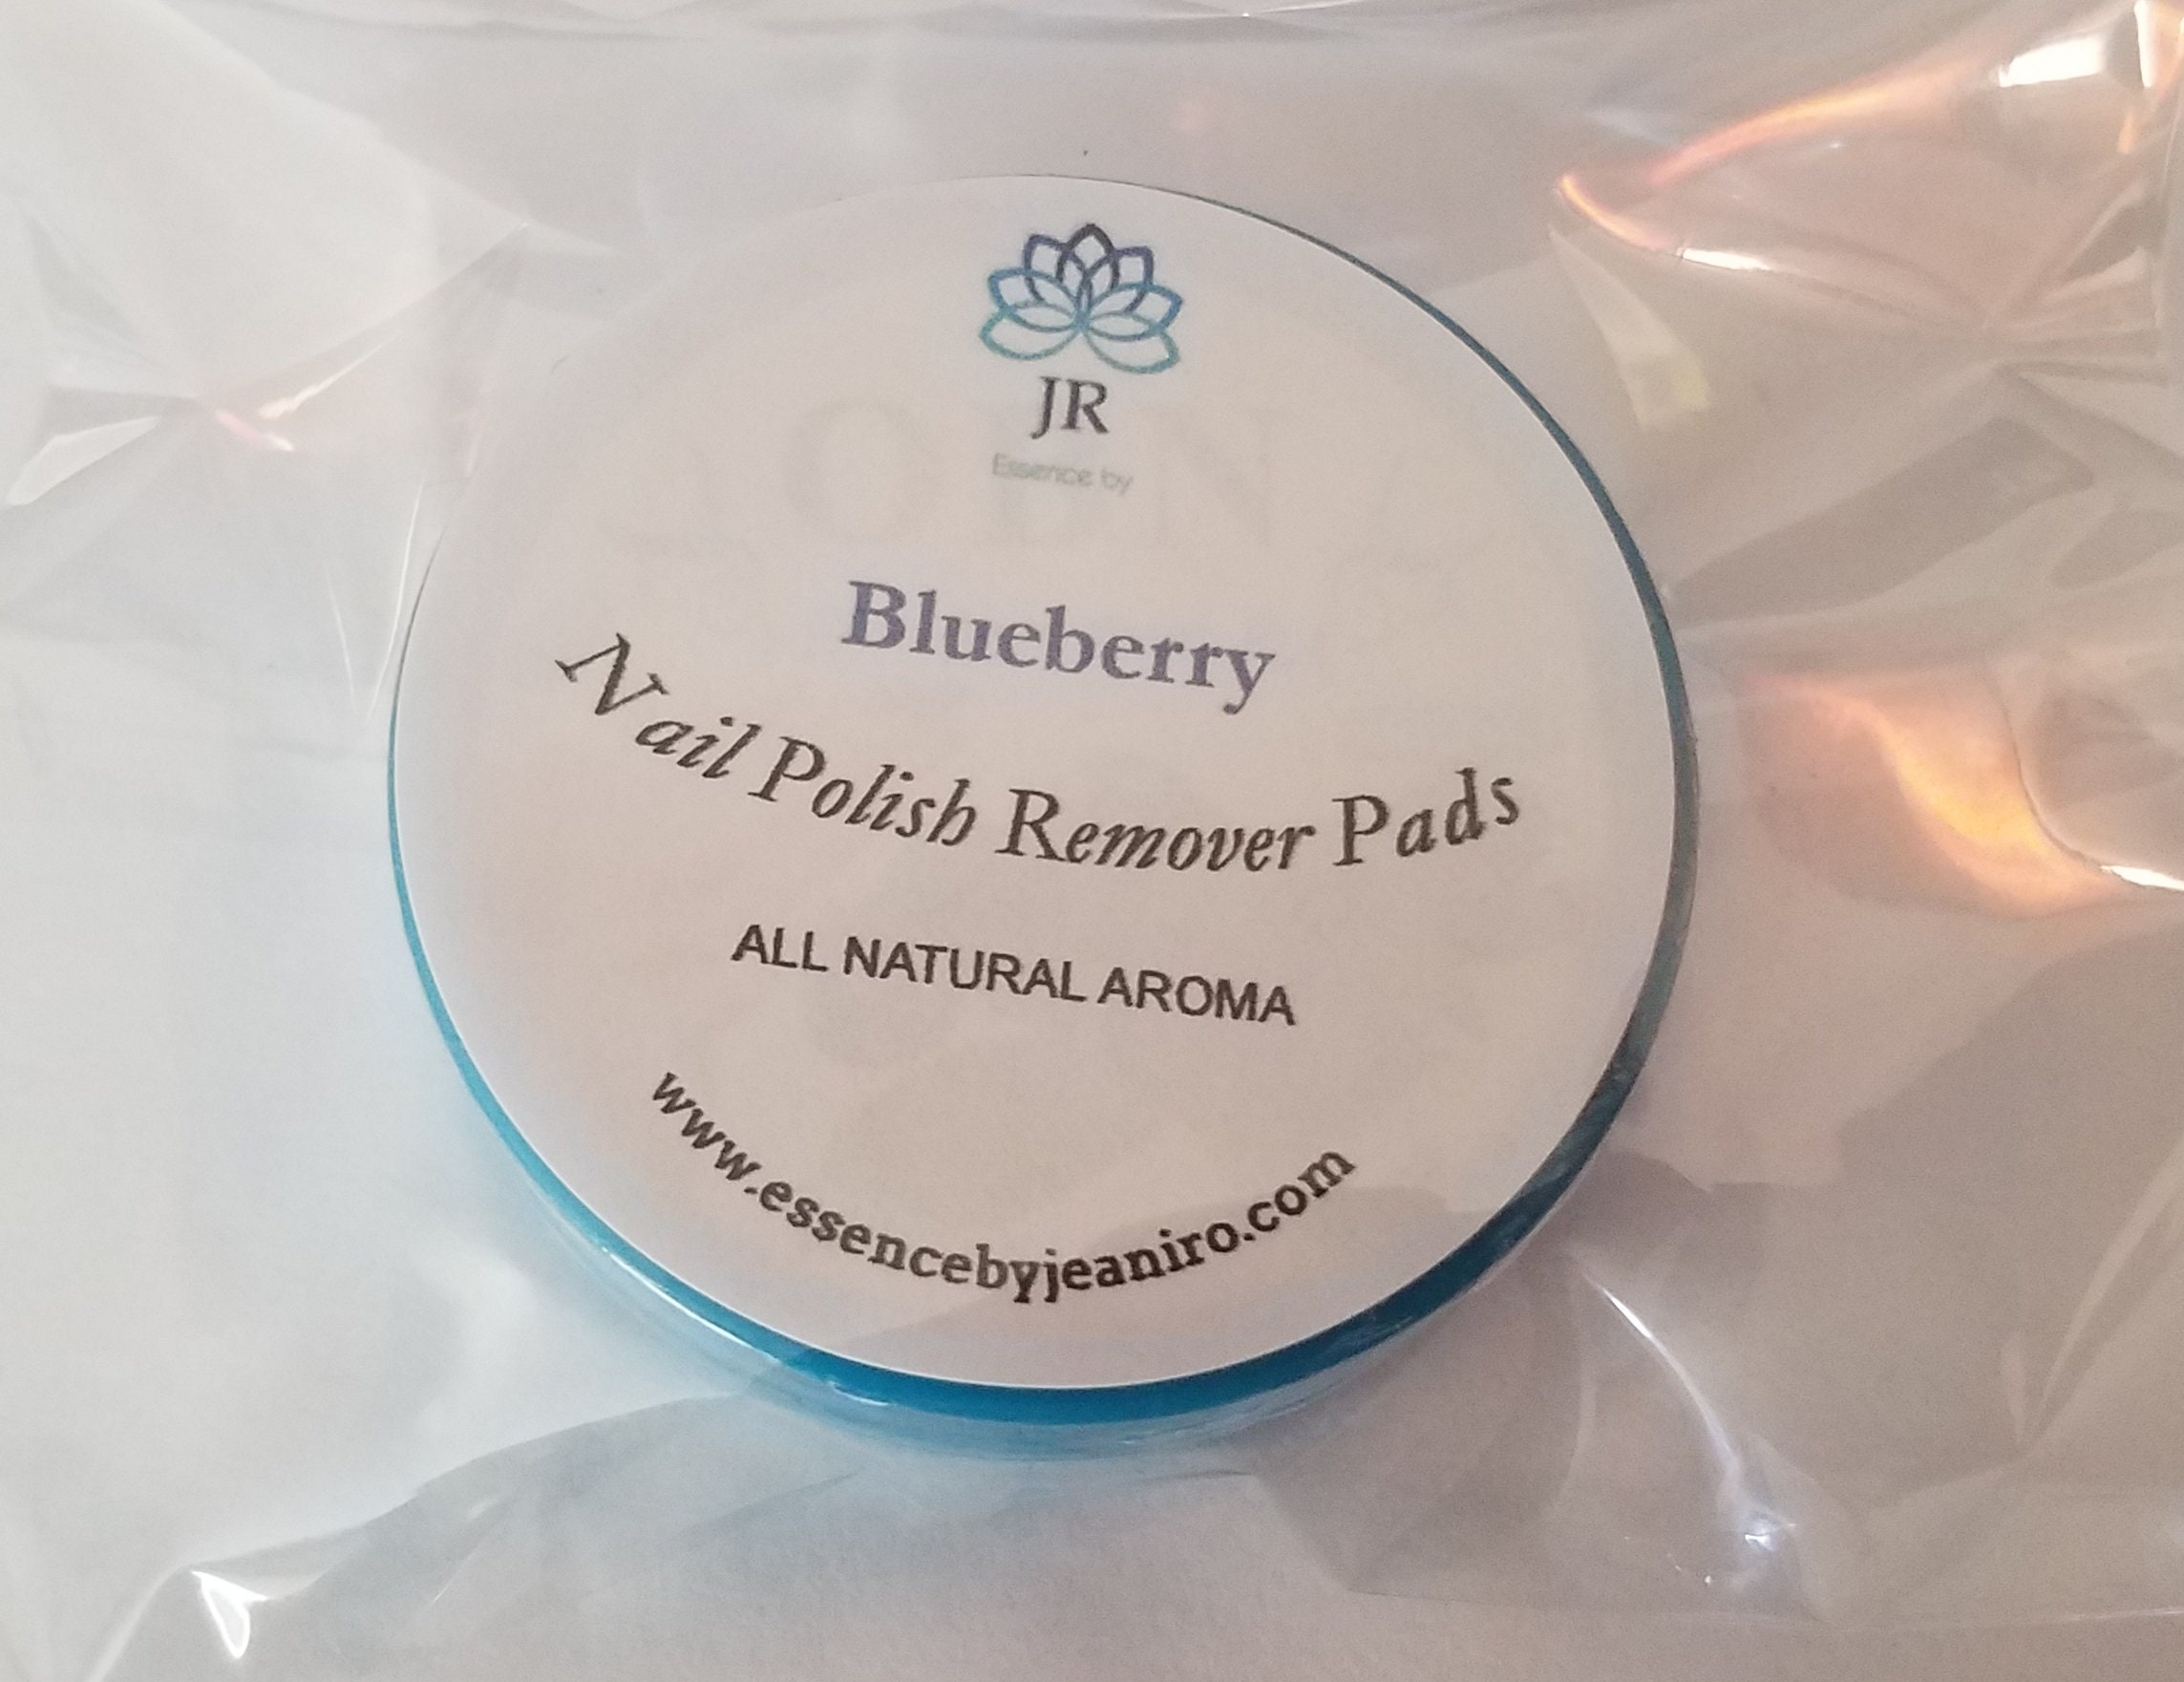 JR
Essence by
Blueberry
Nail Polish Remover Pads
ALL NATURAL AROMA
www.essencebyjeaniro.com